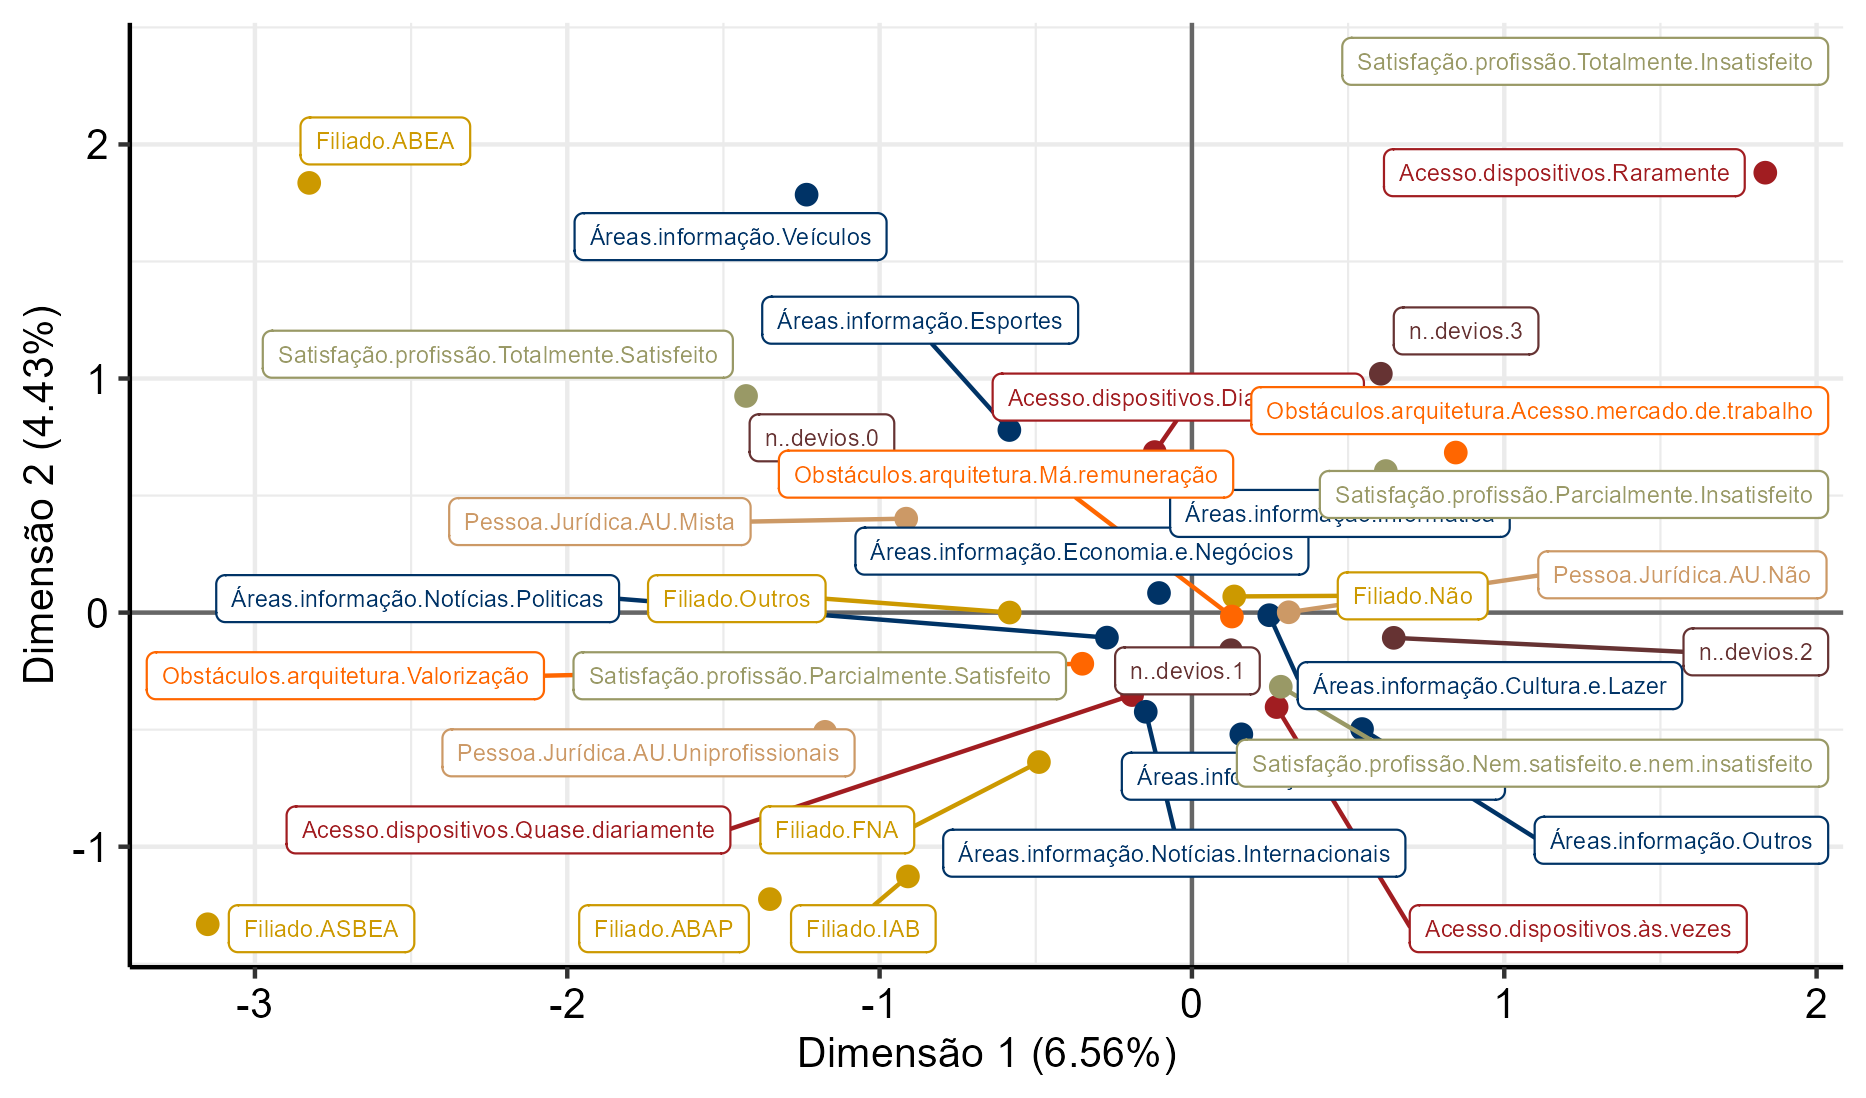 Satisfação.profissão.Totalmente.Insatisfeito
2
Filiado.ABEA
Acesso.dispositivos.Raramente
Áreas.informação.Veículos
Áreas.informação.Esportes
n..devios.3
Satisfação.profissão.Totalmente.Satisfeito
1
Acesso.dispositivos.
Obstáculos.arquitetura.Acesso.mercado.de.trabalho
n..devios.0
Obstáculos.arquitetura.Má.remuneração
Satisfação.profissão.Parcialmente.Insatisfeito
Pessoa.Jurídica.AU.Mista
Áreas.informação.Informática
Áreas.informação.Economia.e.Negócios
Pessoa.Jurídica.AU.Não
Áreas.informação.Notícias.Politicas
Filiado.Outros
Filiado.Não
0
n..devios.2
Obstáculos.arquitetura.Valorização
Satisfação.profissão.Parcialmente.Satisfeito
n..devios.1
Áreas.informação.Cultura.e.Lazer
Pessoa.Jurídica.AU.Uniprofissionais
Satisfação.profissão.Nem.satisfeito.e.nem.insatisfeito
Acesso.dispositivos.Quase.diariamente
Filiado.FNA
Áreas.informação.Outros
-1
Áreas.informação.Notícias.Internacionais
Filiado.ASBEA
Filiado.ABAP
Filiado.IAB
Acesso.dispositivos.às.vezes
-3
-2
-1
0
1
2
Dimensão 1 (6.56%)
Dimensão 2 (4.43%)